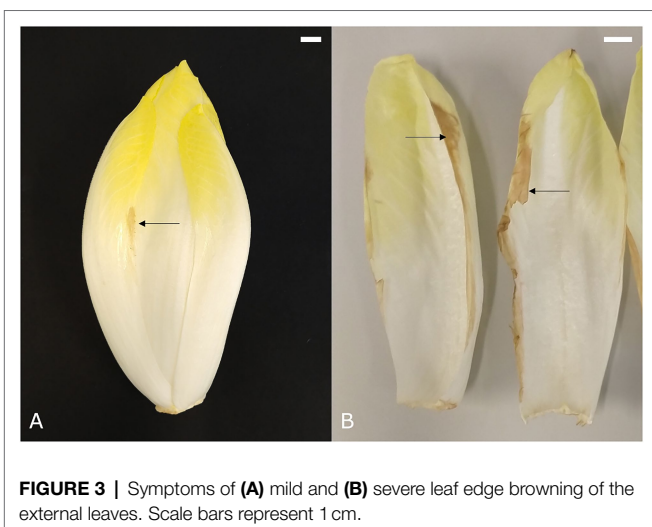 A
B
FIGURE 3 | Symptoms of (A) mild and (B) severe leaf edge browning of the
external leaves. Scale bars represent 1 cm.